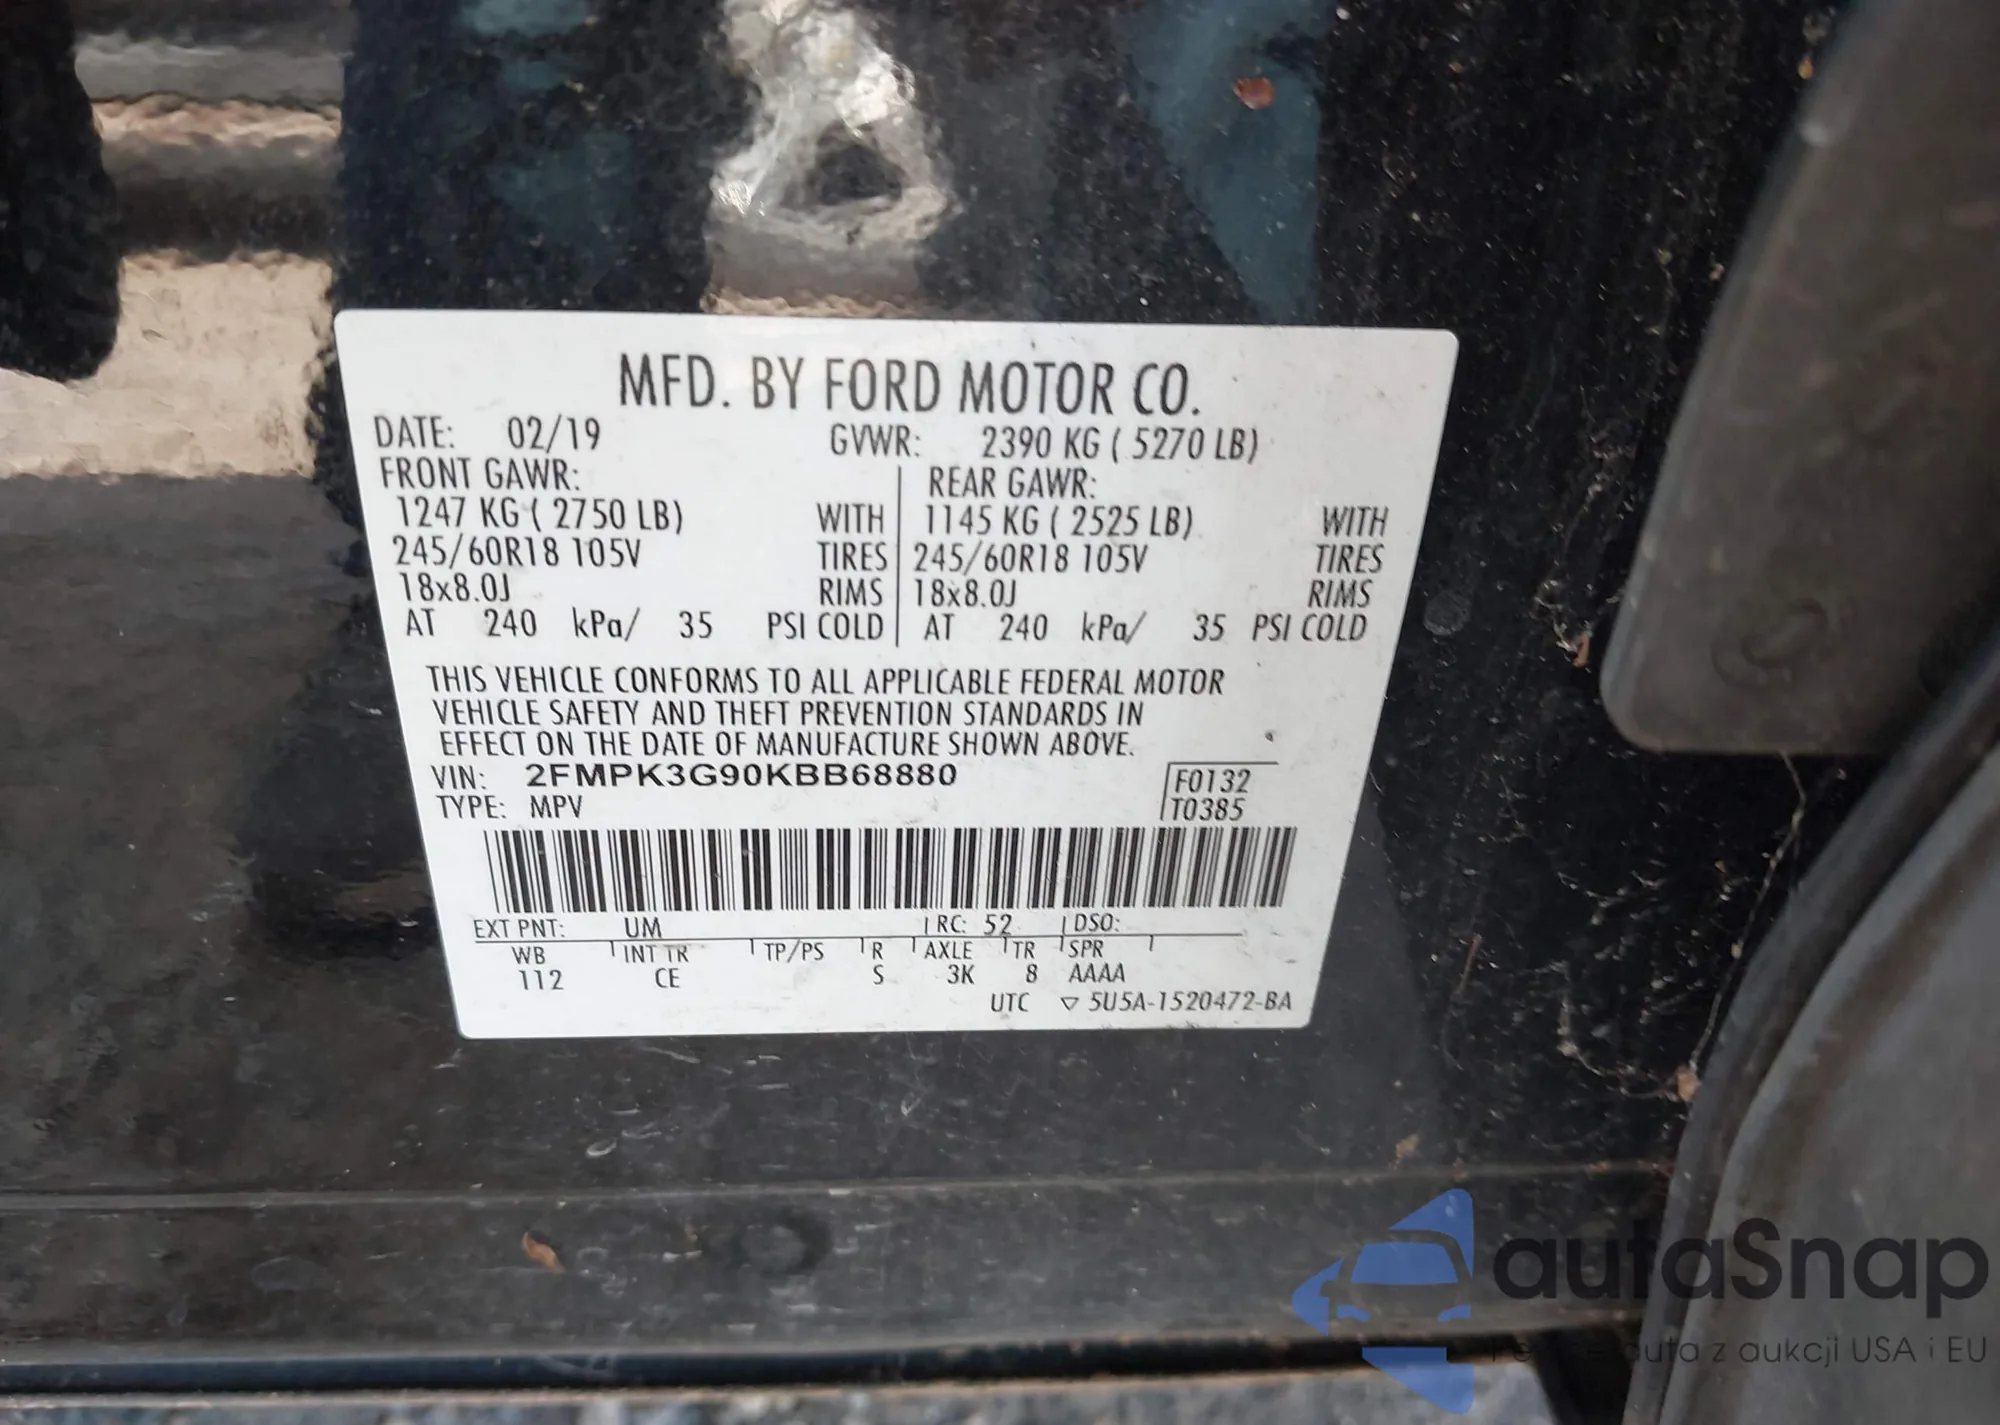 MFD. BY FORD MOTOR CO.
DATE: 02/19 GVWR: 2390 KG ( 5270 LB)
FRONT GAWR: REAR GAWR:
1247 KG ( 2750 LB) WITH 1145 KG ( 2525 LB) WITH
245/60R18 105V TIRES 245/60R18 105V TIRES
18x8.0J RIMS 18x8.0J RIMS
AT 240 kPa/ 35 PSI COLD AT 240 kPa/ 35 PSI COLD
THIS VEHICLE CONFORMS TO ALL APPLICABLE FEDERAL MOTOR
VEHICLE SAFETY AND THEFT PREVENTION STANDARDS IN
EFFECT ON THE DATE OF MANUFACTURE SHOWN ABOVE.
VIN: 2FMPK3G90KBB68880 F0132
TYPE: MPV T0385
EXT PNT: UM RC: 52 DSO:
WB INT TR TP/PS R AXLE TR SPR
112 CE S 3K 8 AAAA
UTC ▽ 5U5A-1520472-BA
autaSnap
auta z aukcji USA i EU